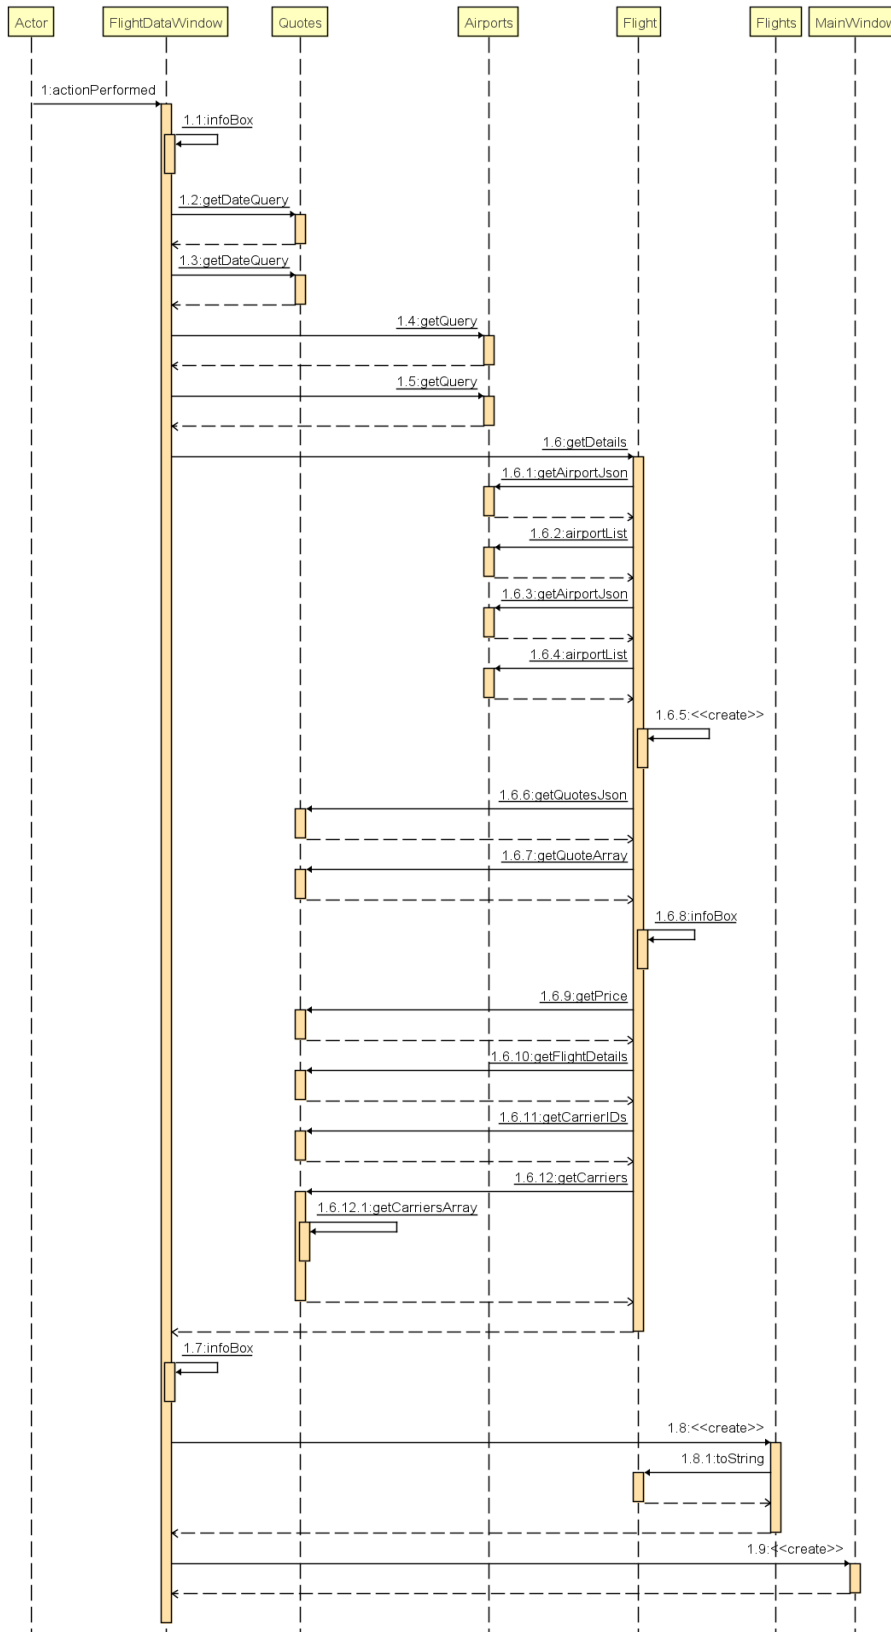 Actor FlightDataWindow Quotes Airports Flight Flights MainWindow
1:actionPerformed
1.1:infoBox
1.2:getDateQuery
1.3:getDateQuery
1.4:getQuery
1.5:getQuery
1.6:getDetails
1.6.1:getAirportJson
1.6.2:airportList
1.6.3:getAirportJson
1.6.4:airportList
1.6.5:<<create>>
1.6.6:getQuotesJson
1.6.7:getQuoteArray
1.6.8:infoBox
1.6.9:getPrice
1.6.10:getFlightDetails
1.6.11:getCarrierIDs
1.6.12:getCarriers
1.6.12.1:getCarriersArray
1.7:infoBox
1.8:<<create>>
1.8.1:toString
1.9:<<create>>